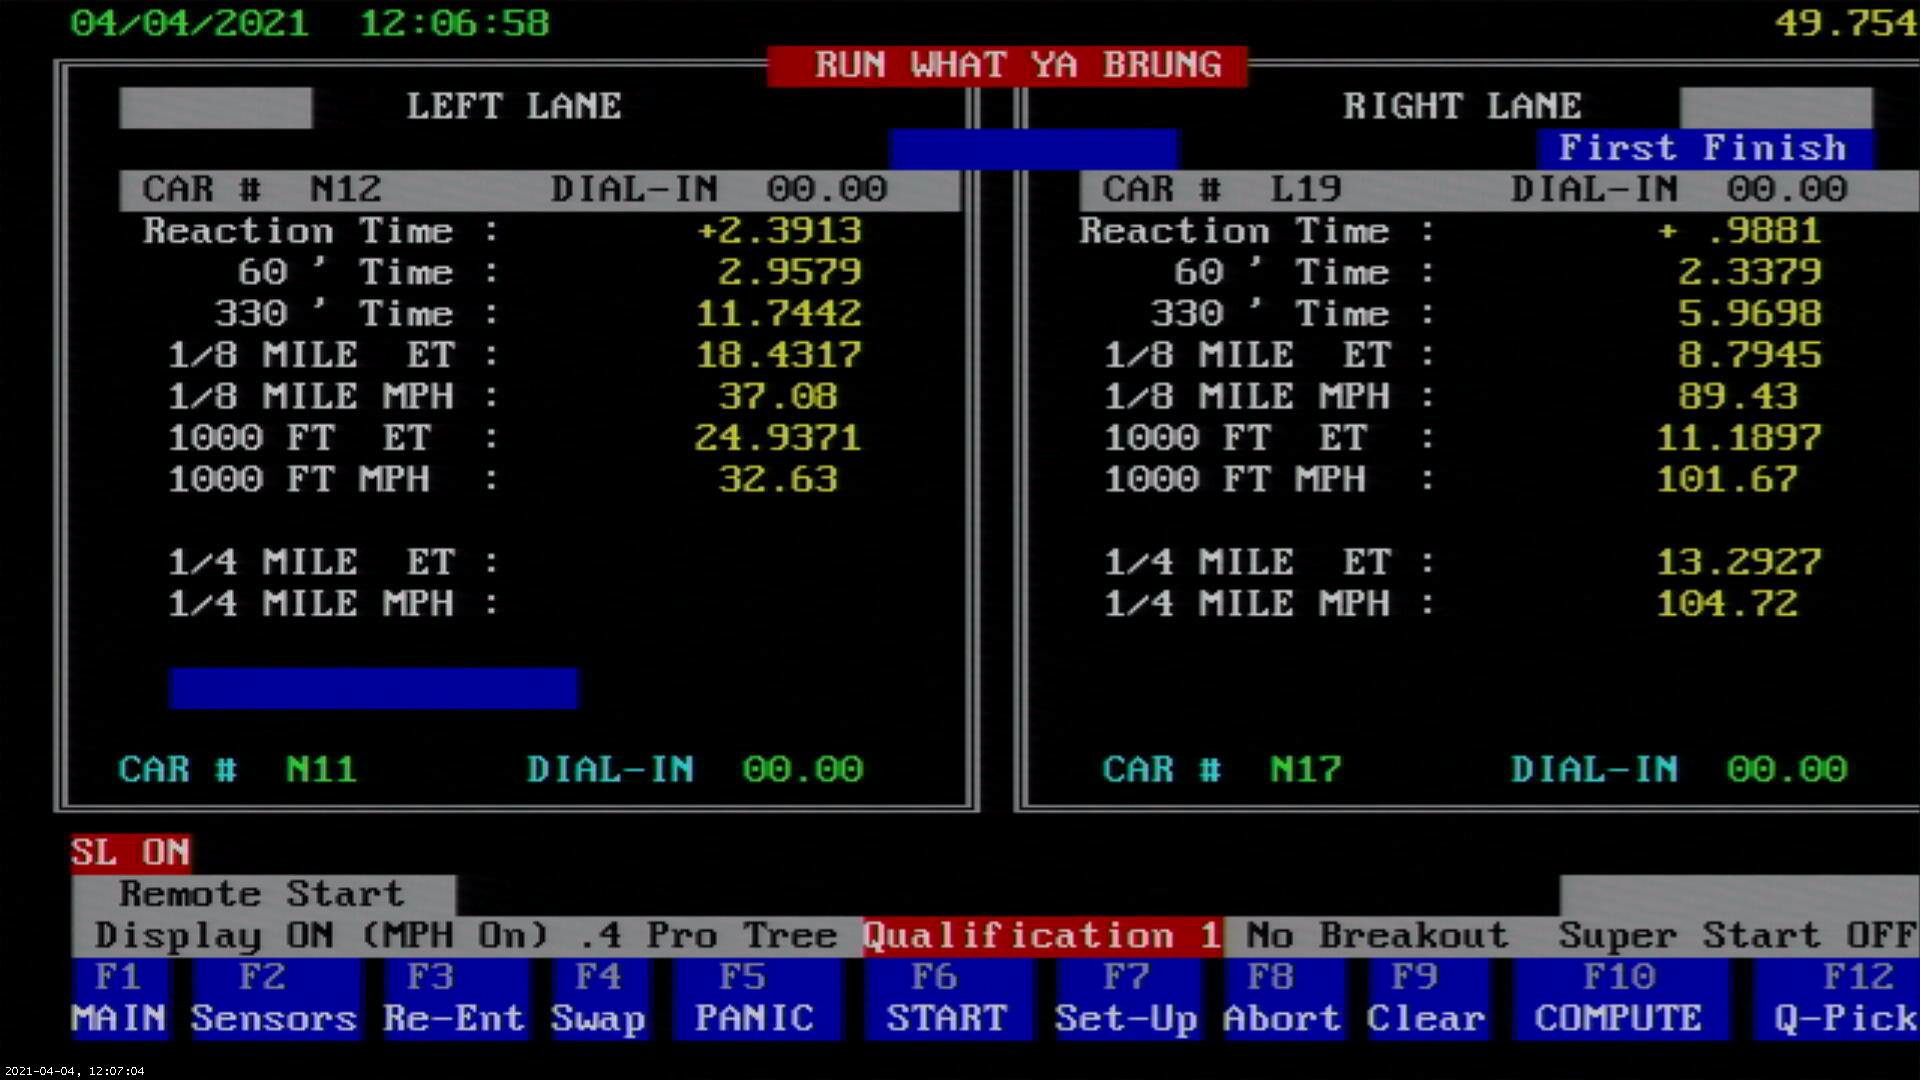 04/04/2021 12:06:58 49.754
RUN WHAT YA BRUNG
LEFT LANE
RIGHT LANE
First Finish
CAR # N12 DIAL-IN 00.00
Reaction Time : +2.3913
60 ' Time : 2.9579
330 ' Time : 11.7442
1/8 MILE ET : 18.4317
1/8 MILE MPH : 37.08
1000 FT ET : 24.9371
1000 FT MPH : 32.63
1/4 MILE ET :
1/4 MILE MPH :
CAR # N11 DIAL-IN 00.00
CAR # L19 DIAL-IN 00.00
Reaction Time : + .9881
60 ' Time : 2.3379
330 ' Time : 5.9698
1/8 MILE ET : 8.7945
1/8 MILE MPH : 89.43
1000 FT ET : 11.1897
1000 FT MPH : 101.67
1/4 MILE ET : 13.2927
1/4 MILE MPH : 104.72
CAR # N17 DIAL-IN 00.00
SL ON
Remote Start
Display ON (MPH On) .4 Pro Tree Qualification 1 No Breakout Super Start OFF
F1 F2 F3 F4 F5 F6 F7 F8 F9 F10 F12
MAIN Sensors Re-Ent Swap PANIC START Set-Up Abort Clear COMPUTE Q-Pick
2021-04-04, 12:07:04